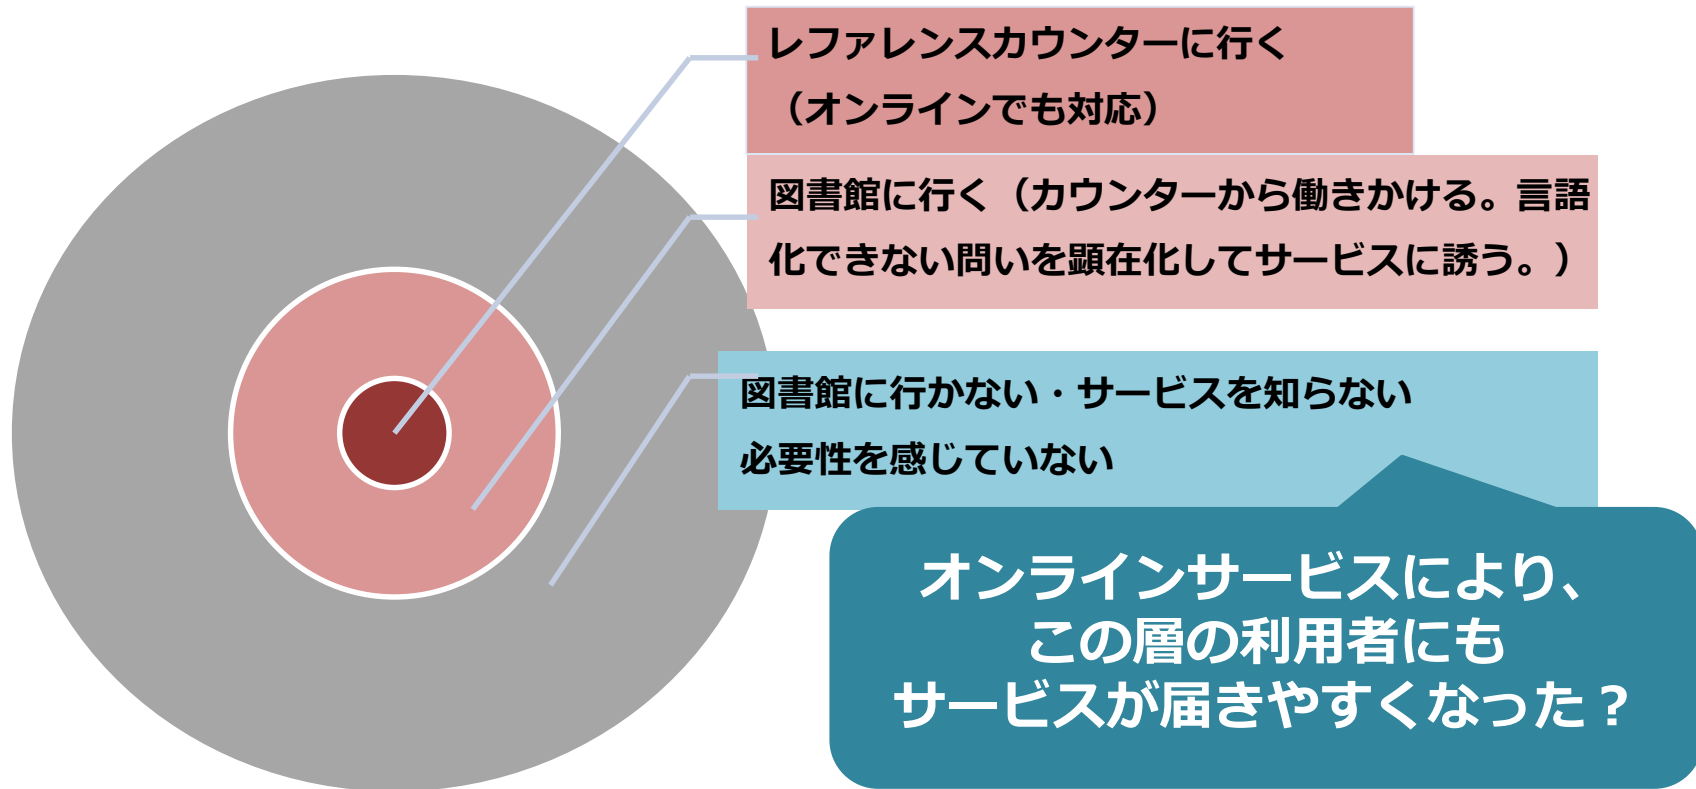 レファレンスカウンターに行く
（オンラインでも対応）
図書館に行く（カウンターから働きかける。言語
化できない問いを顕在化してサービスに誘う。）
図書館に行かない・サービスを知らない
必要性を感じていない
オンラインサービスにより、
この層の利用者にも
サービスが届きやすくなった？